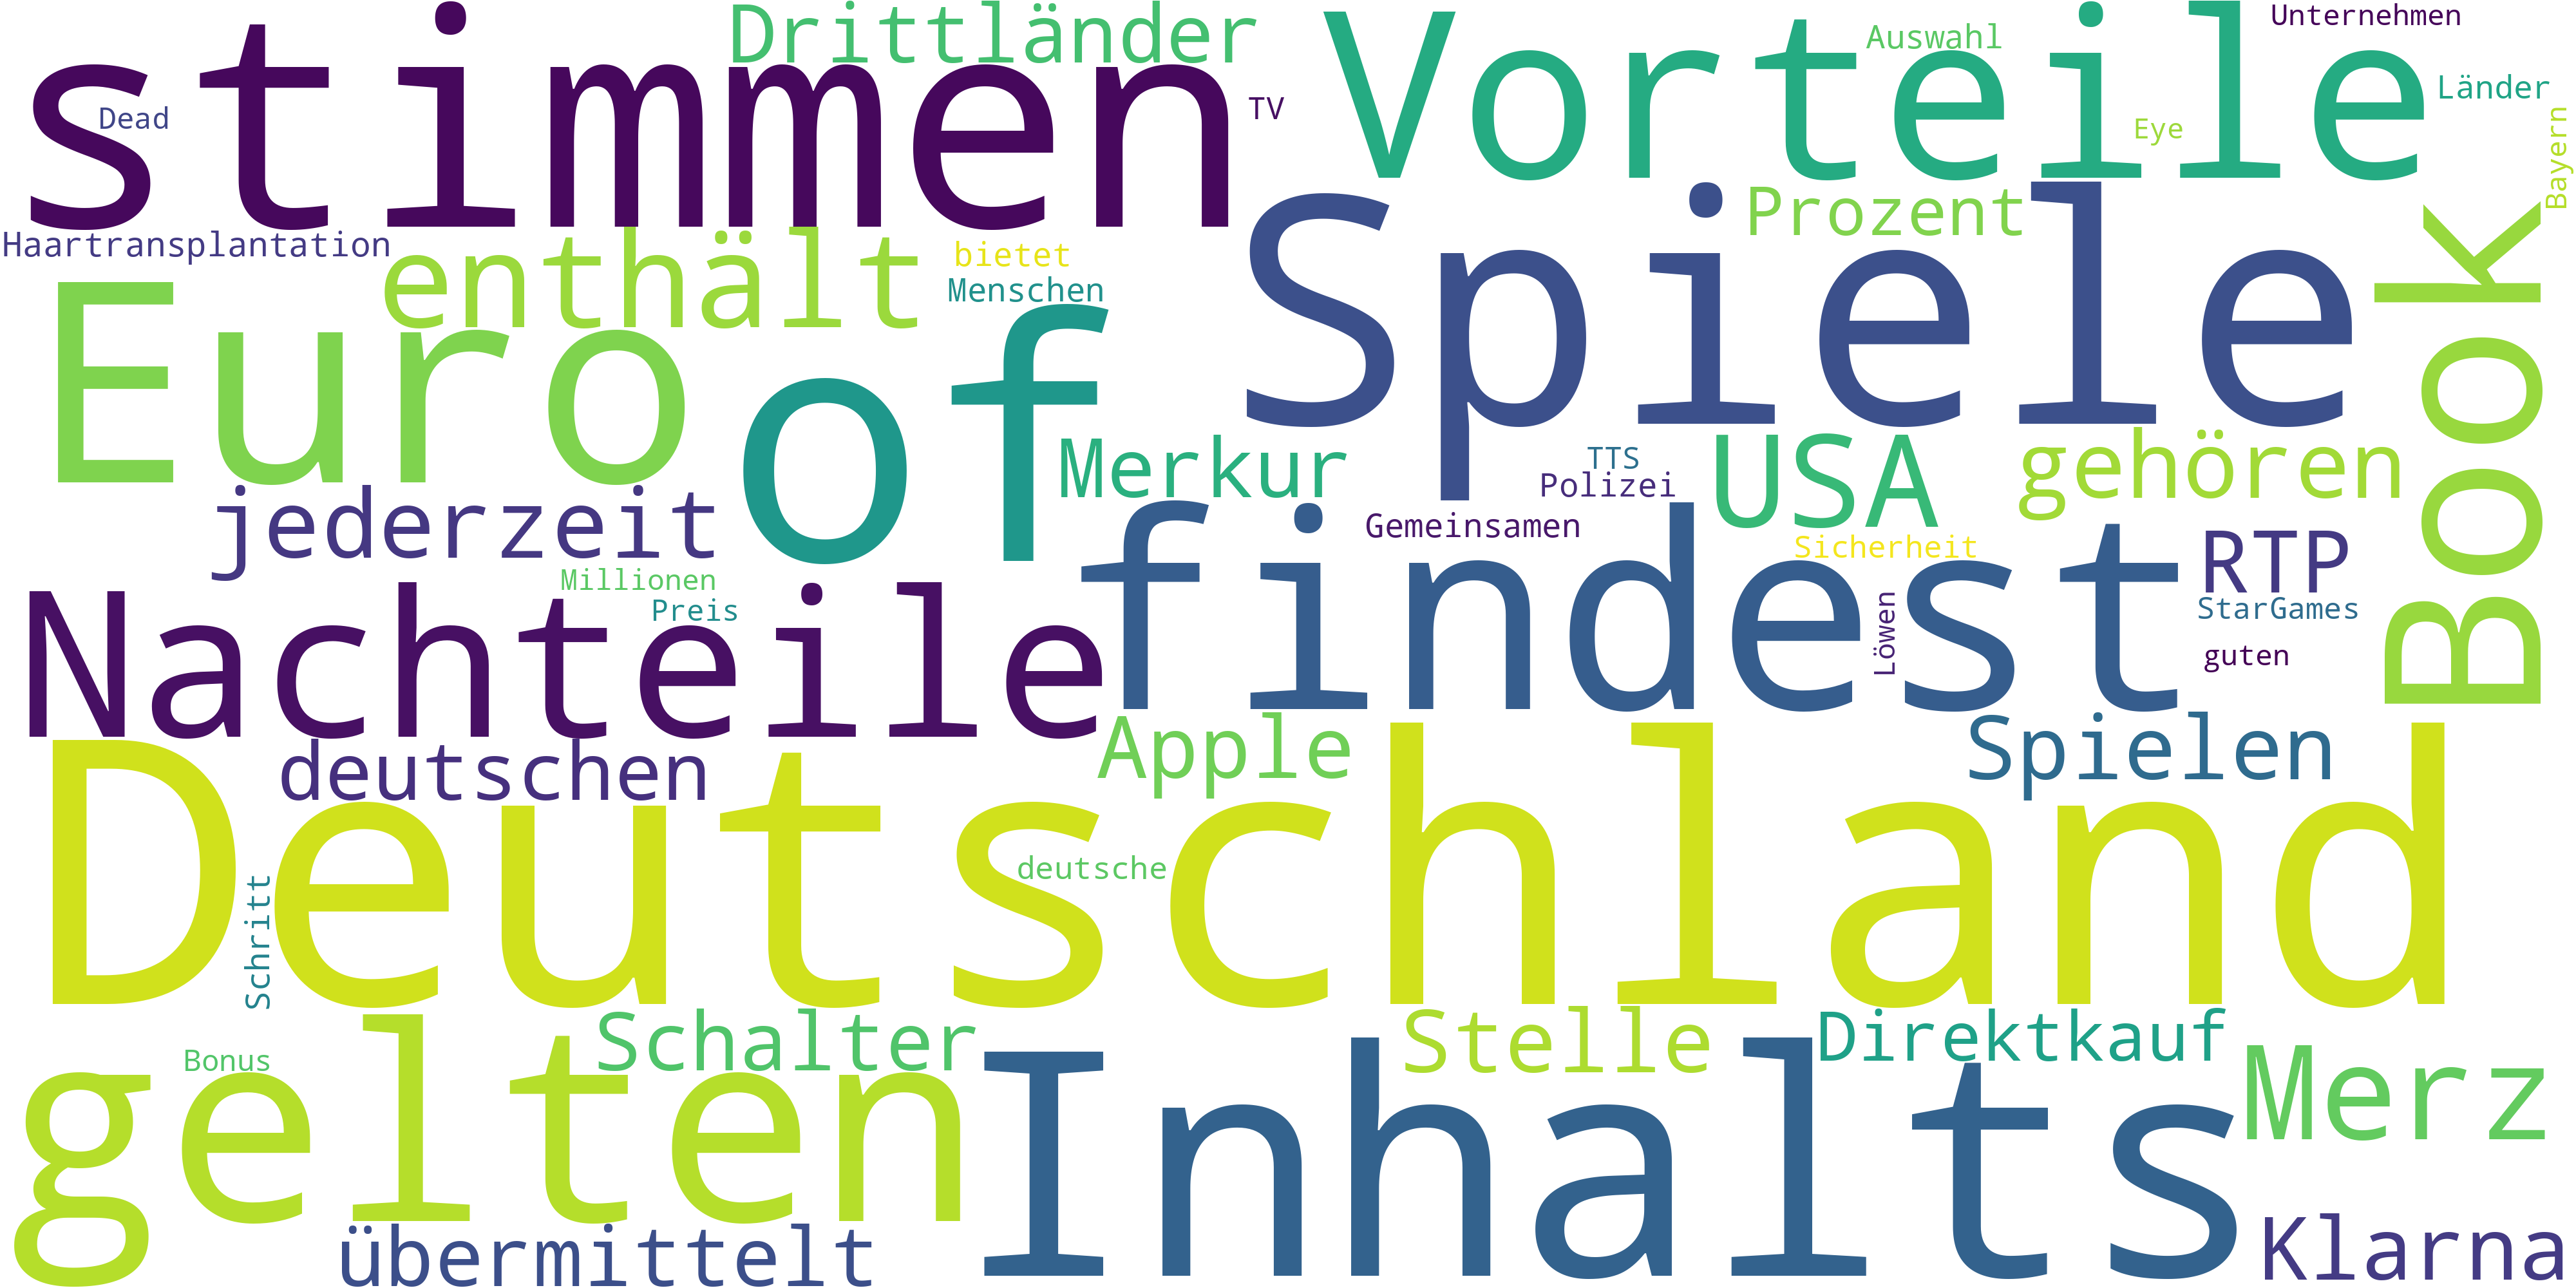 stimmen
Drittländer
Vorteile
Auswahl
Unternehmen
Dead
TV
Eye
Länder
Bayern
Haartransplantation
enthält
bietet
Menschen
Spiele
Prozent
Book
Euro
of
Merkur
TTS
Polizei
USA
gehören
jederzeit
Gemeinsamen
findest
Sicherheit
RTP
Millionen
Preis
StarGames
Löwen
guten
Nachteile
deutschen
Apple
Spielen
Deutschland
deutsche
Schritt
gelten
Bonus
Schalter
Inhalts
Stelle
Direktkauf
Merz
übermittelt
Klarna